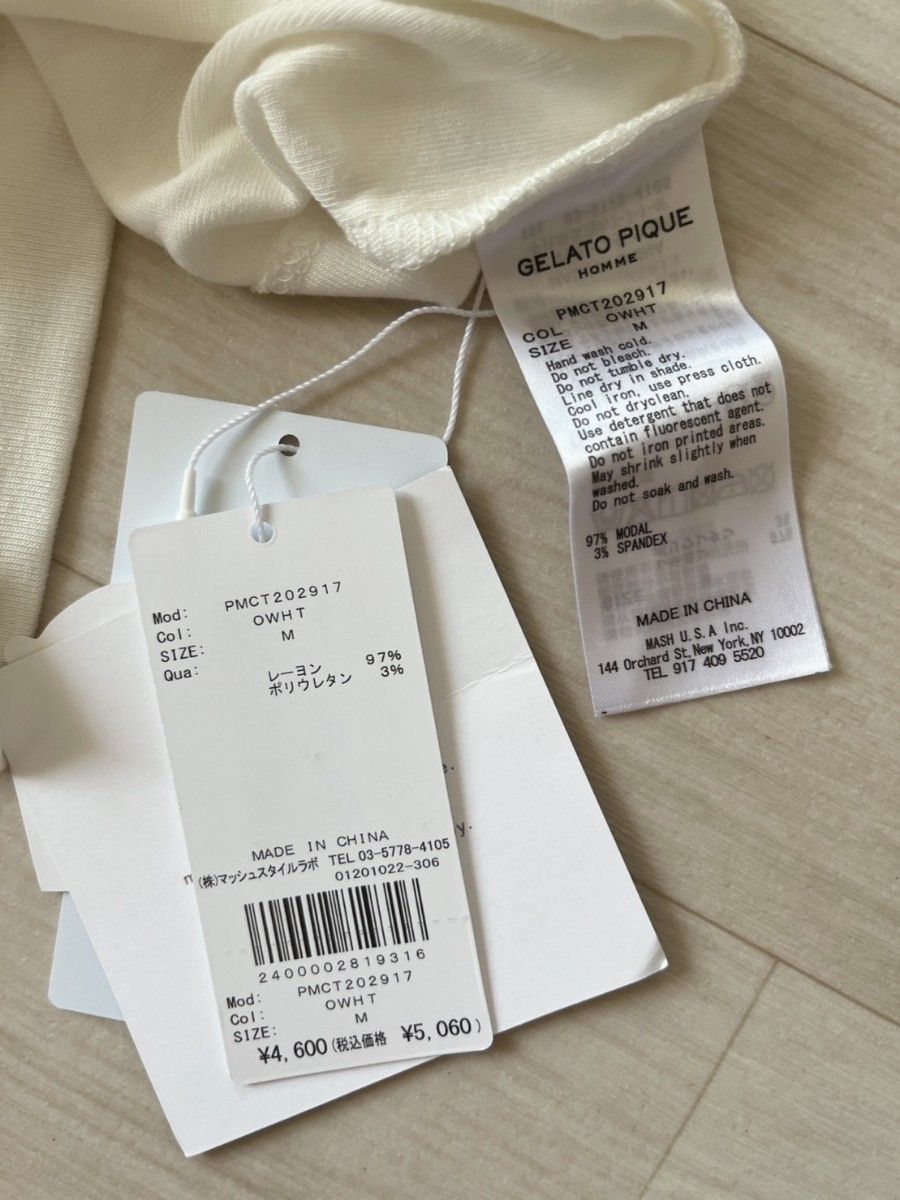 GELATO PIQUE
HOMME
PMCT202917
COL OWHT
SIZE M
Hand wash cold.
Do not bleach.
Do not tumble dry.
Line dry in shade.
Cool iron, use press cloth.
Do not dryclean.
Use detergent that does not
contain fluorescent agent.
Do not iron printed areas.
May shrink slightly when
washed.
Do not soak and wash.
97% MODAL
3% SPANDEX
MADE IN CHINA
MASH U.S.A Inc.
144 Orchard St, New York, NY 10002
TEL 917 409 5520
Mod: PMCT202917
Col: OWHT
SIZE: M
Qua: レーヨン 97%
ポリウレタン 3%
MADE IN CHINA
(株)マッシュスタイルラボ TEL 03-5778-4105
01201022-306
2400002819316
Mod: PMCT202917
Col: OWHT
SIZE: M
¥4,600(税込価格 ¥5,060)